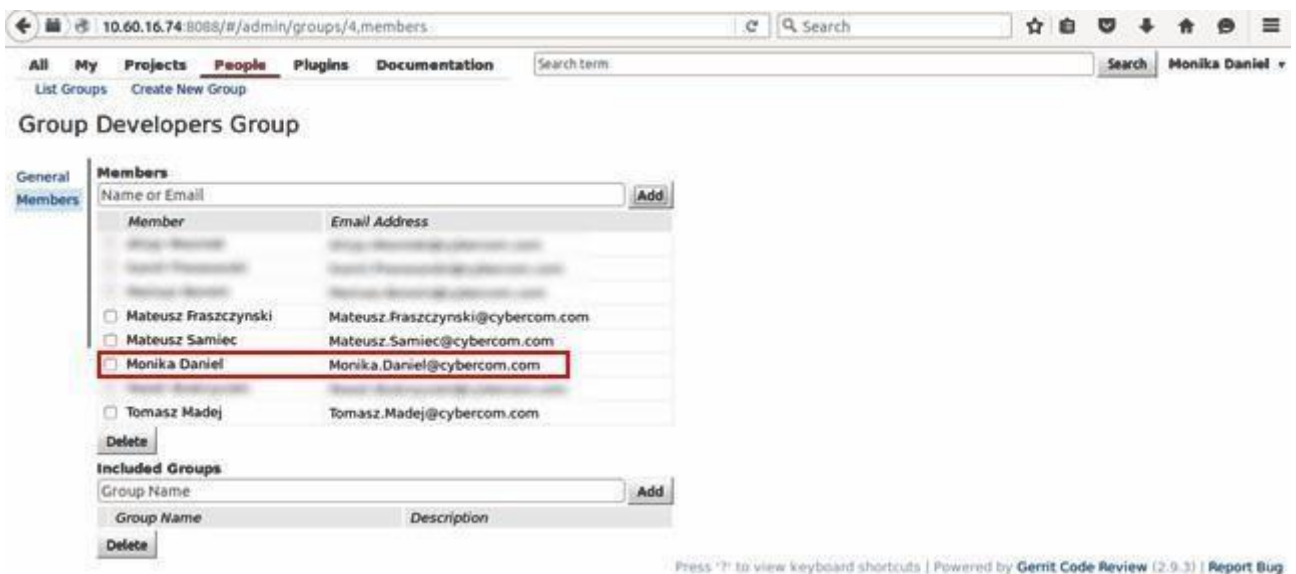 10.60.16.74:8088/#/admin/groups/4,members
Search
All My Projects People Plugins Documentation
Search term
Search
Monika Daniel
List Groups Create New Group
Group Developers Group
General
Members
Members
Name or Email
Add
Member Email Address
Mateusz Fraszczynski Mateusz.Fraszczynski@cybercom.com
Mateusz Samiec Mateusz.Samiec@cybercom.com
Monika Daniel Monika.Daniel@cybercom.com
Tomasz Madej Tomasz.Madej@cybercom.com
Delete
Included Groups
Group Name
Add
Group Name Description
Delete
Press '?' to view keyboard shortcuts | Powered by Gerrit Code Review (2.9.3) | Report Bug